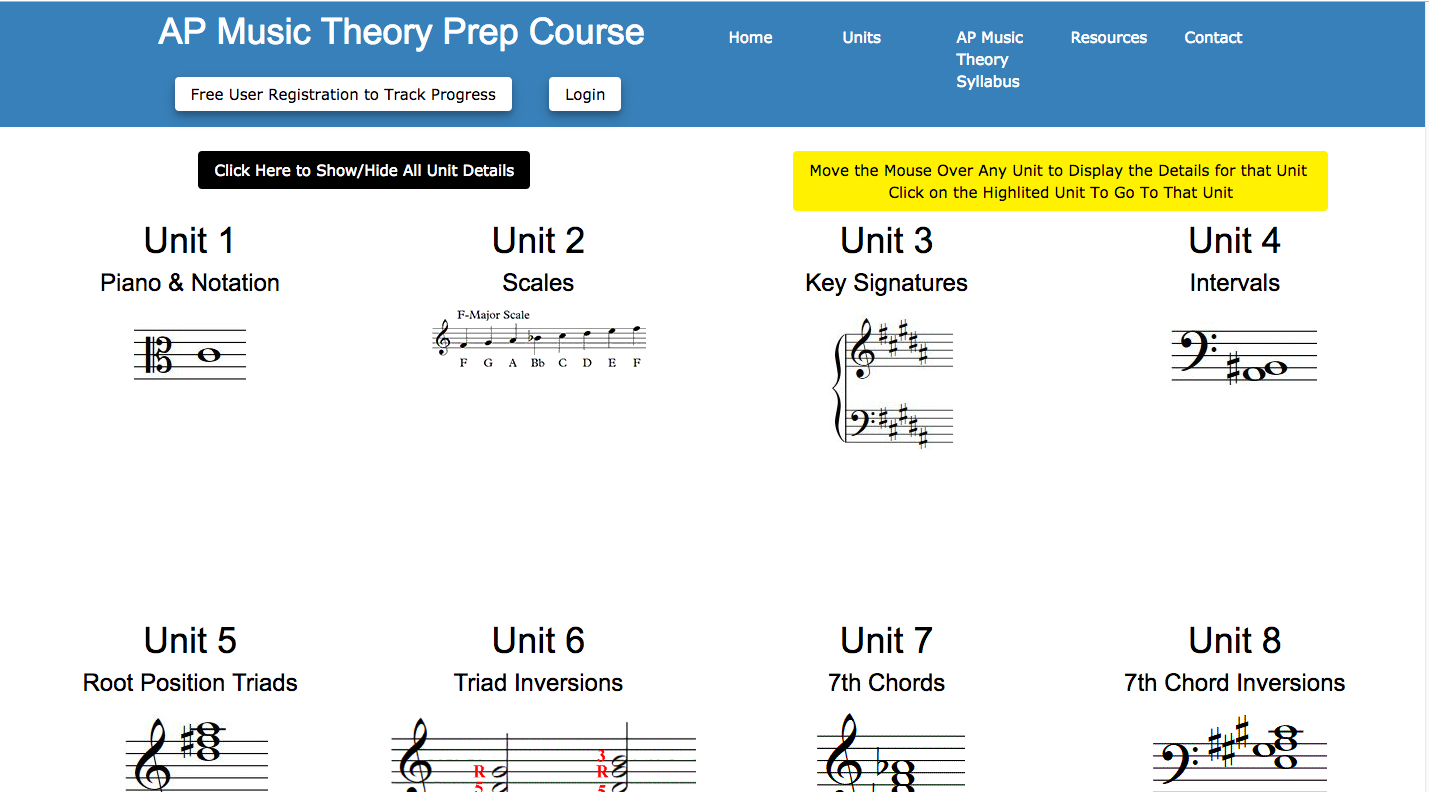 AP Music Theory Prep Course
Home
Units
AP Music
Theory
Syllabus
Resources
Contact
Free User Registration to Track Progress
Login
Click Here to Show/Hide All Unit Details
Move the Mouse Over Any Unit to Display the Details for that Unit
Click on the Highlited Unit To Go To That Unit
Unit 1
Piano & Notation
Unit 2
Scales
F-Major Scale
F G A Bb C D E F
Unit 3
Key Signatures
Unit 4
Intervals
Unit 5
Root Position Triads
Unit 6
Triad Inversions
R
5
3
R
5
Unit 7
7th Chords
Unit 8
7th Chord Inversions